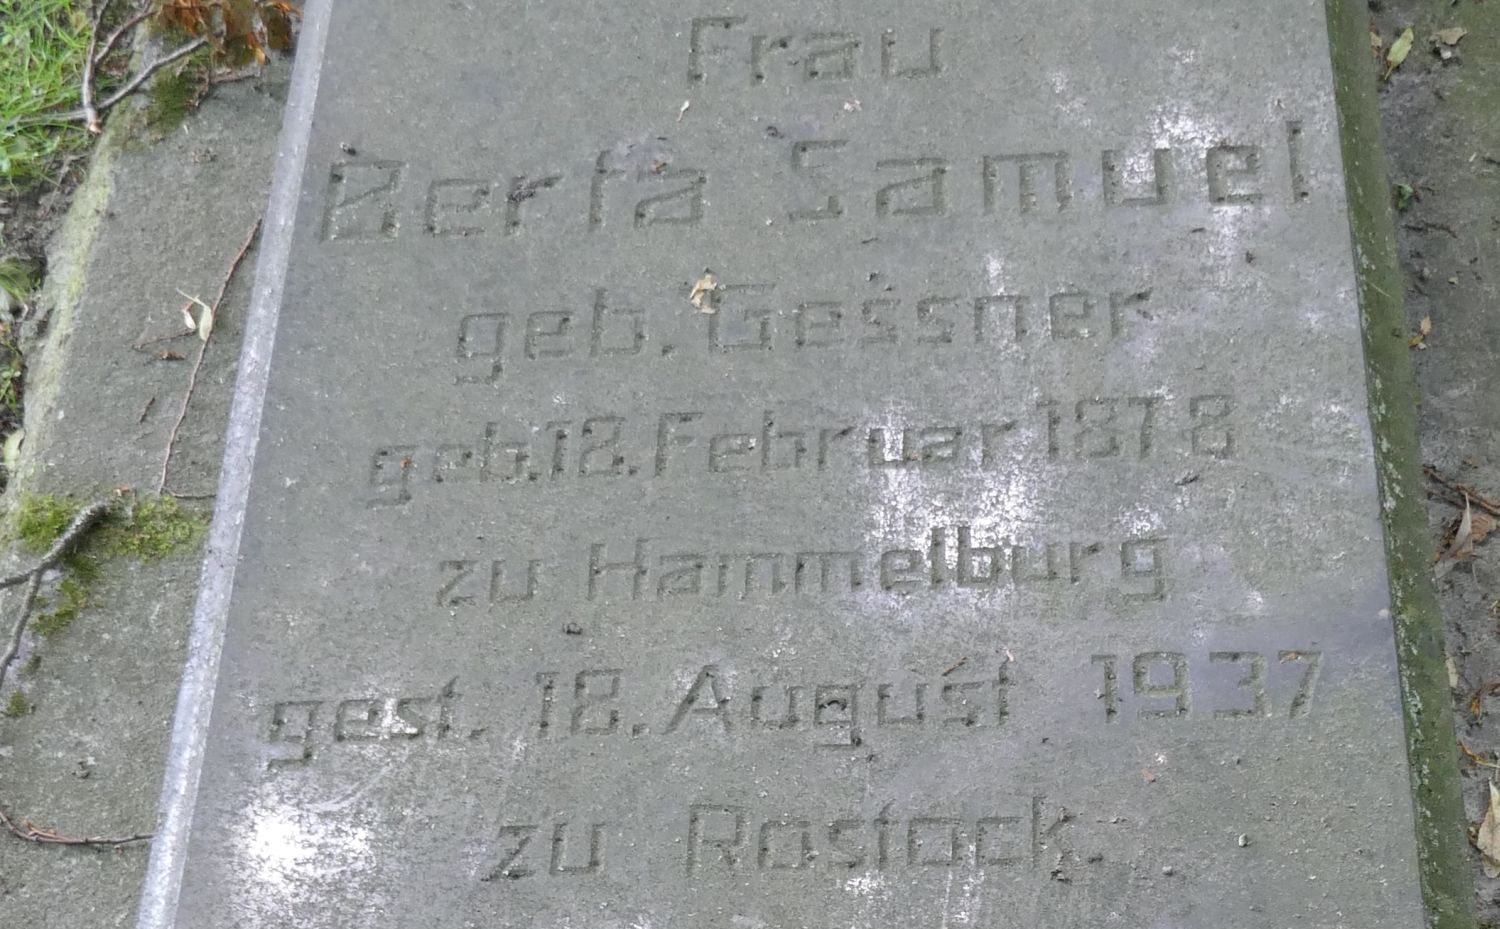 Frau
Berta Samuel
geb. Gessner
geb. 18. Februar 1878
zu Hammelburg
gest. 18. August 1937
zu Rostock.